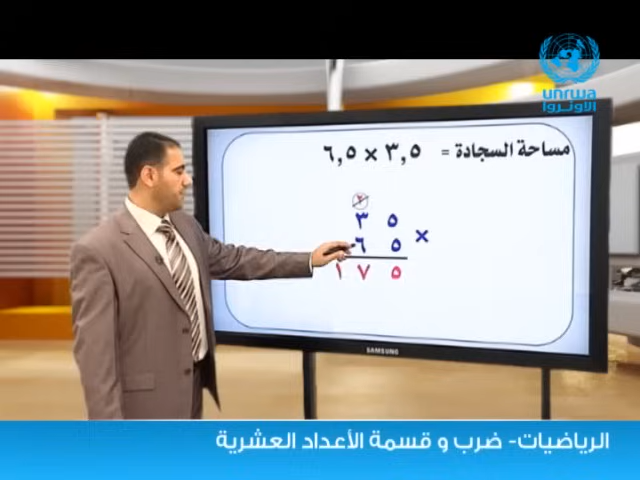 unrwa
الأونروا
مساحة السجادة = ٣,٥ × ٦,٥
٢
٣ ٥
٦ ٥ ×
١ ٧ ٥
SAMSUNG
الرياضيات- ضرب و قسمة الأعداد العشرية